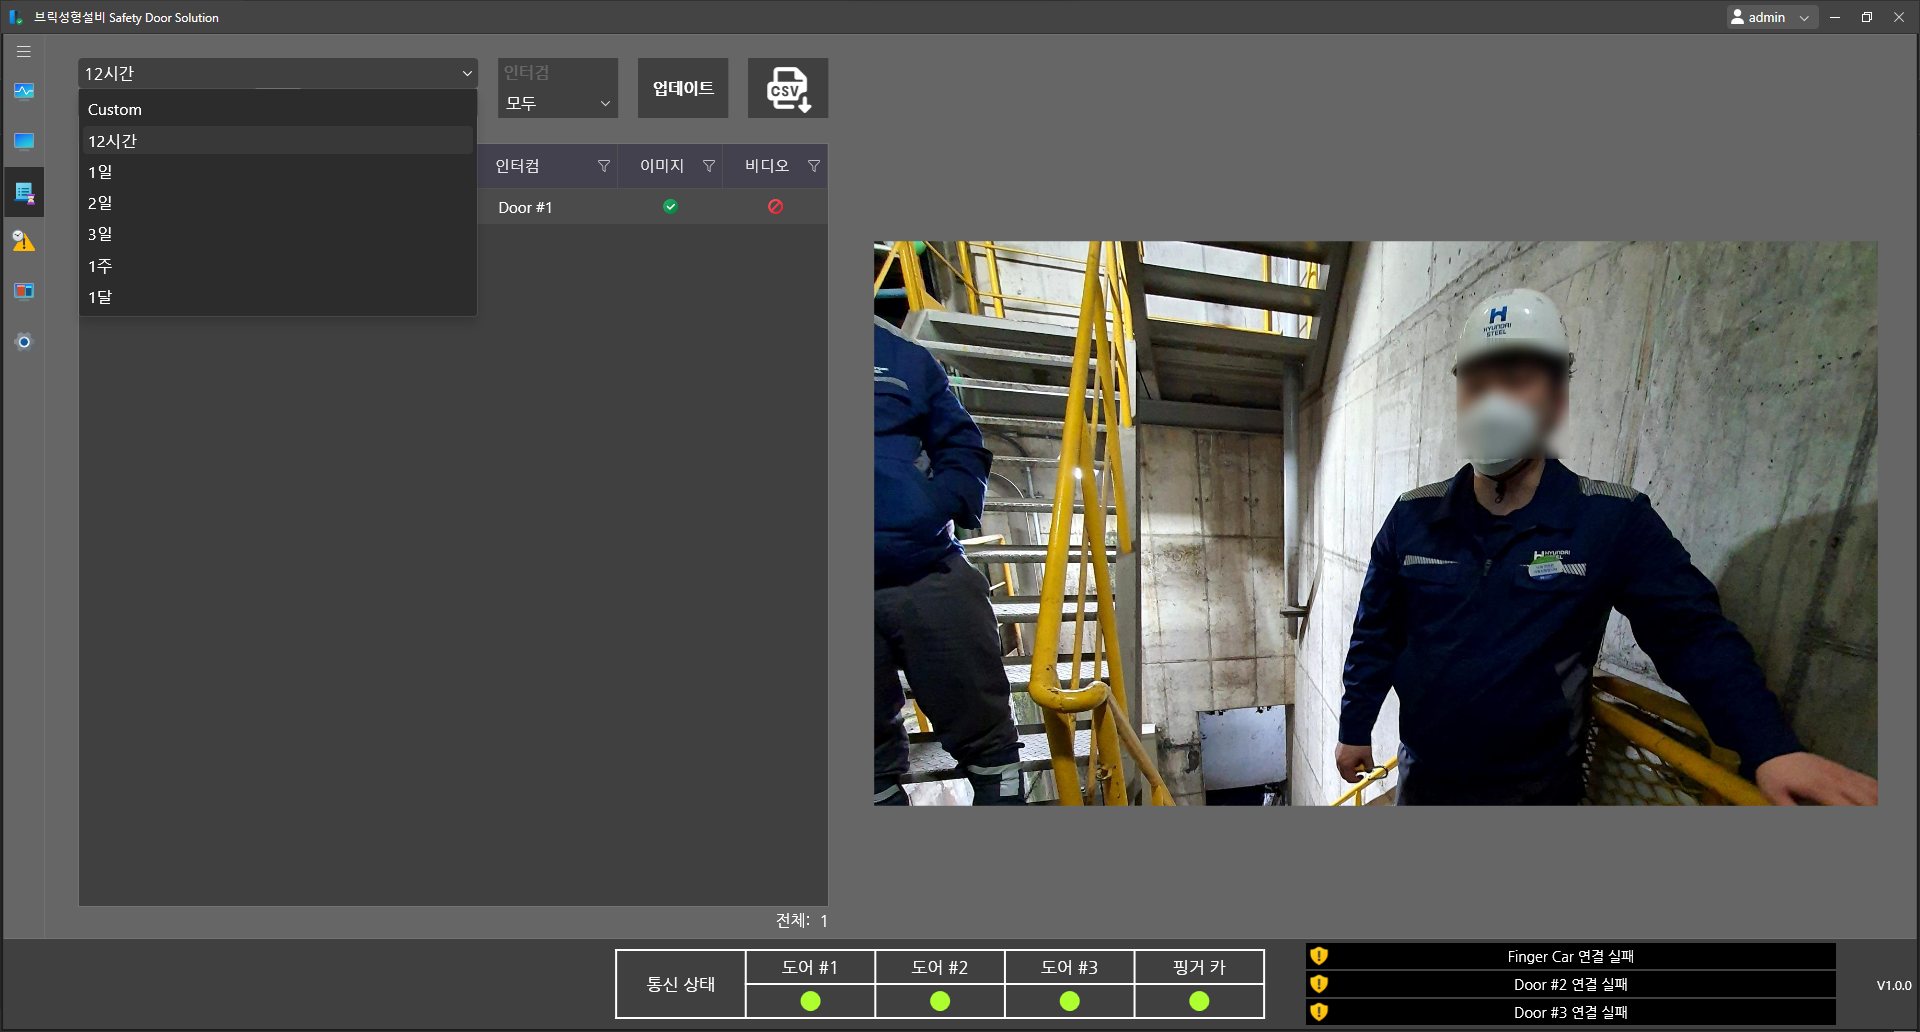 브릭성형설비 Safety Door Solution
admin
12시간
Custom
12시간
1일
2일
3일
1주
1달
인터컴
모두
업데이트
CSV
인터컴
이미지
비디오
Door #1
HYUNDAI
STEEL
HYUNDAI
전체: 1
통신 상태
도어 #1
도어 #2
도어 #3
핑거 카
Finger Car 연결 실패
Door #2 연결 실패
Door #3 연결 실패
V1.0.0